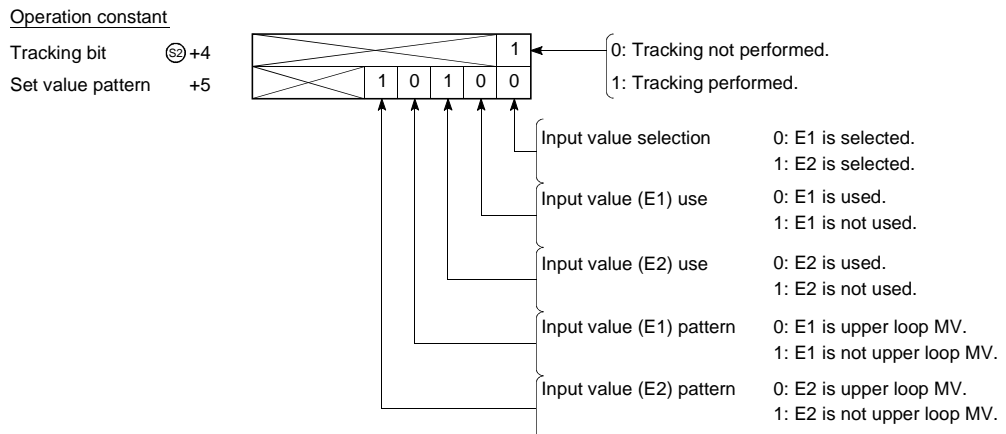 Operation constant
Tracking bit S2 +4 1 0: Tracking not performed.
1: Tracking performed.
Set value pattern +5 1 0 1 0 0
Input value selection 0: E1 is selected.
1: E2 is selected.
Input value (E1) use 0: E1 is used.
1: E1 is not used.
Input value (E2) use 0: E2 is used.
1: E2 is not used.
Input value (E1) pattern 0: E1 is upper loop MV.
1: E1 is not upper loop MV.
Input value (E2) pattern 0: E2 is upper loop MV.
1: E2 is not upper loop MV.